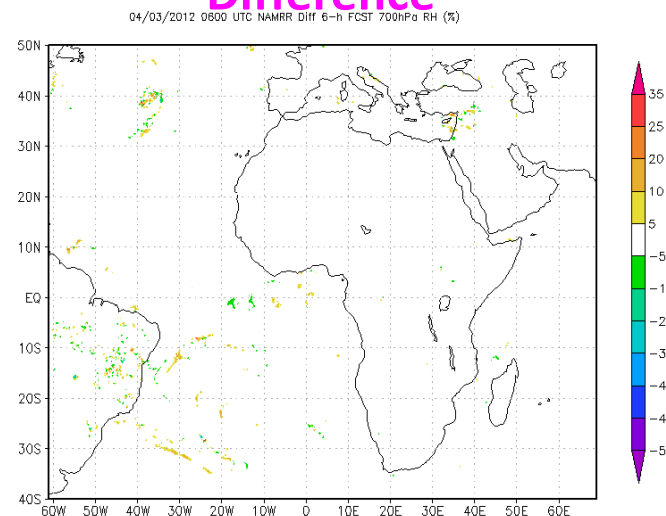 Difference
04/03/2012 0600 UTC NAMRR Diff 6-h FCST 700hPa RH (%)
50N
40N
30N
20N
10N
EQ
10S
20S
30S
40S
60W 50W 40W 30W 20W 10W 0 10E 20E 30E 40E 50E 60E
35
25
20
10
5
-5
-1
-2
-3
-4
-4
-5